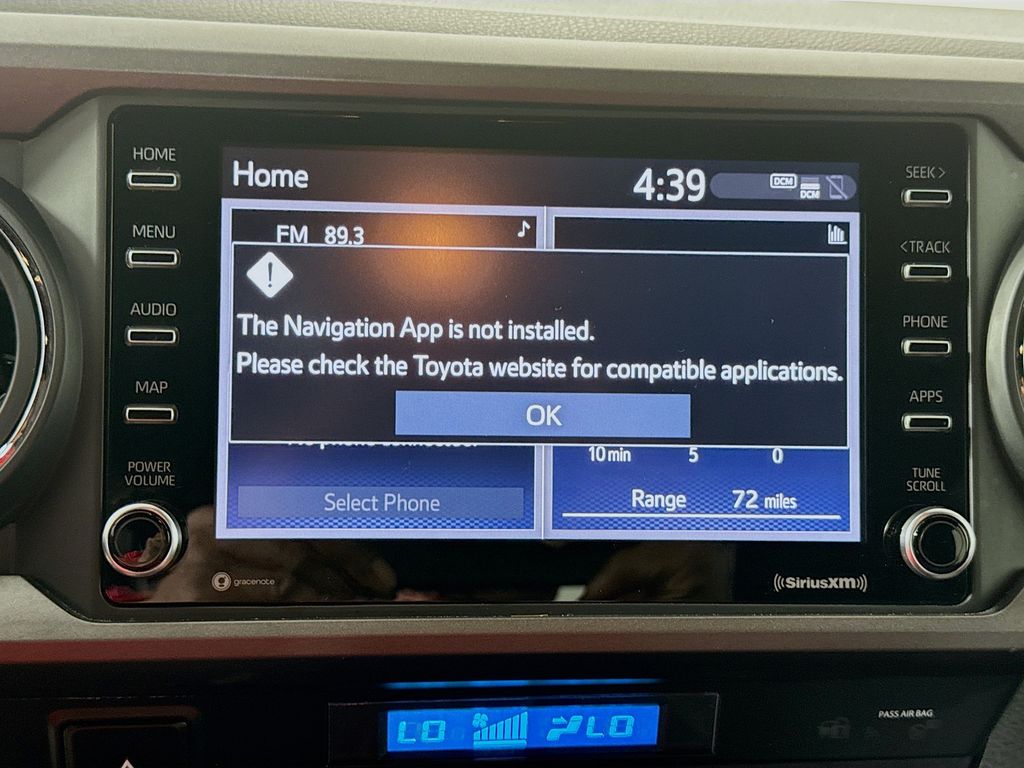 HOME
MENU
AUDIO
MAP
POWER
VOLUME
Home
4:39
DCM
DCM
FM 89.3
The Navigation App is not installed.
Please check the Toyota website for compatible applications.
OK
10 min 5 0
Select Phone
Range 72 miles
SEEK >
< TRACK
PHONE
APPS
TUNE
SCROLL
gracenote
((SiriusXM))
LO LO
PASS AIR BAG